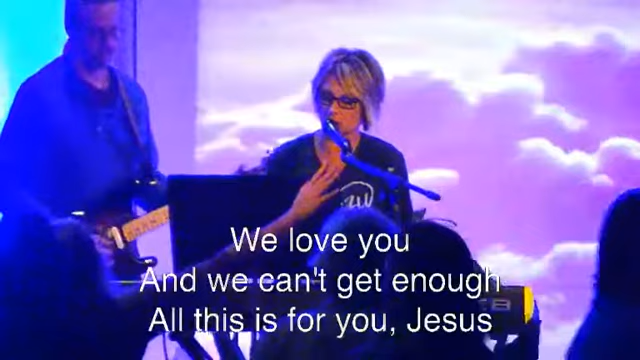 We love you
And we can't get enough
All this is for you, Jesus